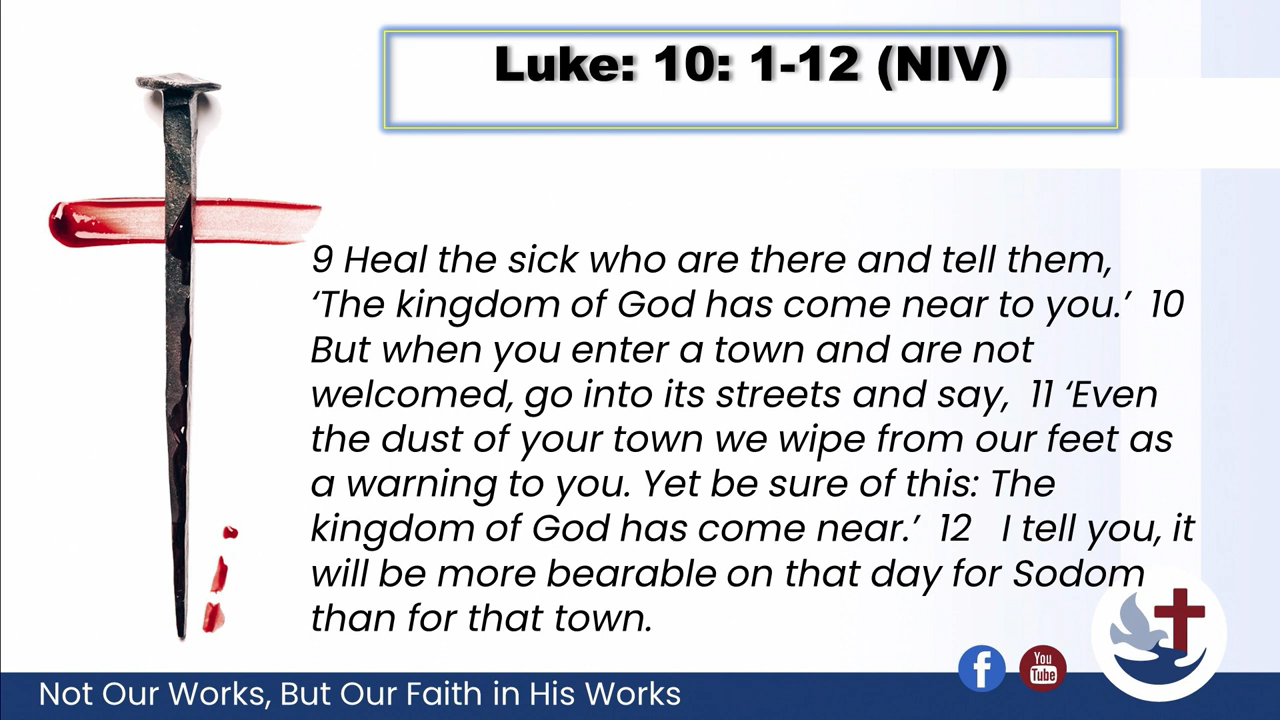 Luke: 10: 1-12 (NIV)
9 Heal the sick who are there and tell them,
‘The kingdom of God has come near to you.’ 10
But when you enter a town and are not
welcomed, go into its streets and say, 11 ‘Even
the dust of your town we wipe from our feet as
a warning to you. Yet be sure of this: The
kingdom of God has come near.’ 12 I tell you, it
will be more bearable on that day for Sodom
than for that town.
f
You
Tube
Not Our Works, But Our Faith in His Works